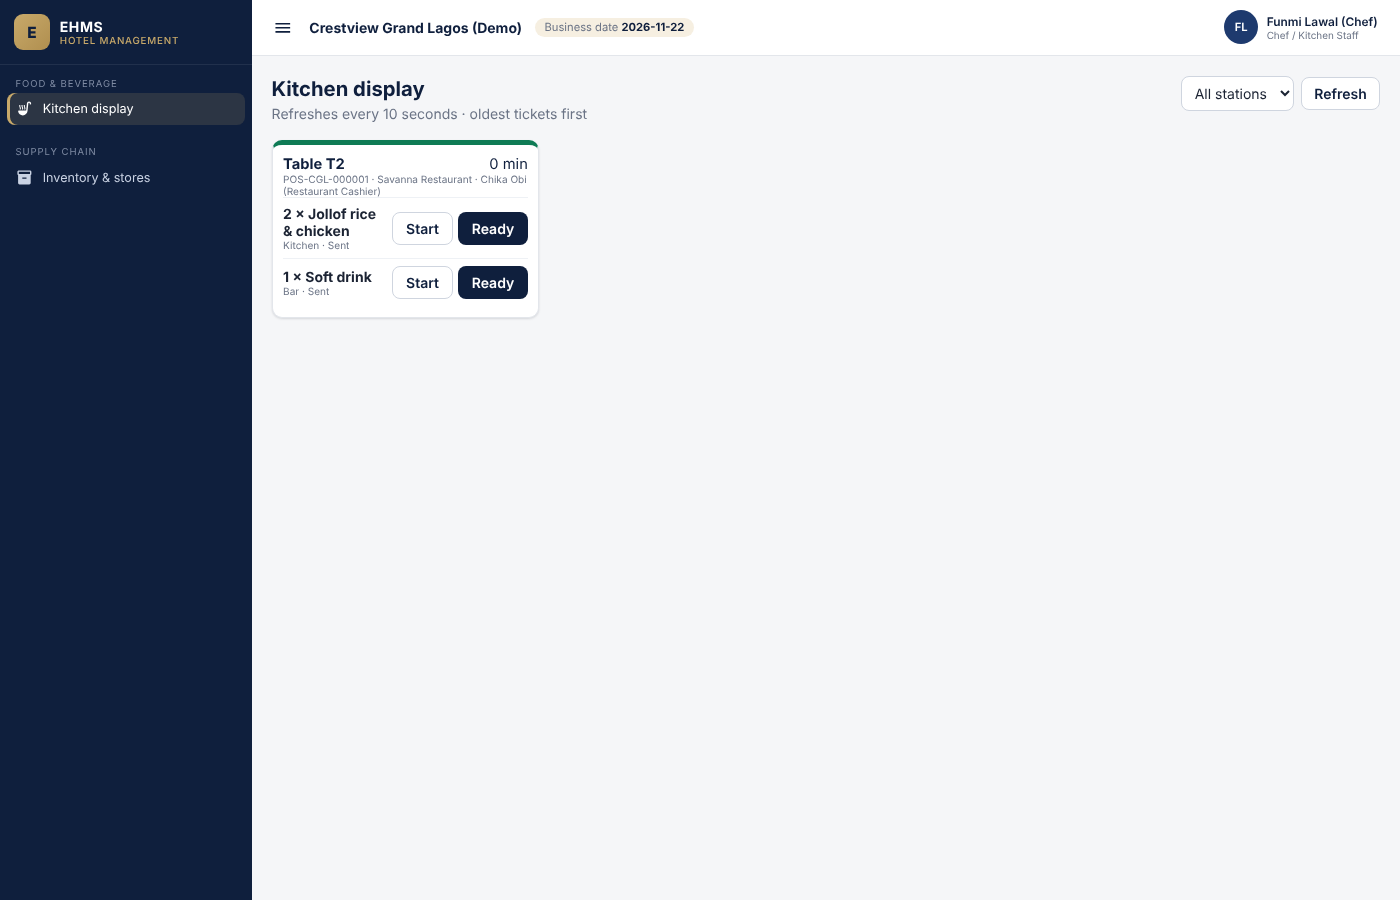 E
EHMS
HOTEL MANAGEMENT
FOOD & BEVERAGE
Kitchen display
SUPPLY CHAIN
Inventory & stores
Crestview Grand Lagos (Demo)
Business date 2026-11-22
FL
Funmi Lawal (Chef)
Chef / Kitchen Staff
Kitchen display
Refreshes every 10 seconds · oldest tickets first
All stations
Refresh
Table T2
0 min
POS-CGL-000001 · Savanna Restaurant · Chika Obi
(Restaurant Cashier)
2 × Jollof rice
& chicken
Kitchen · Sent
Start
Ready
1 × Soft drink
Bar · Sent
Start
Ready